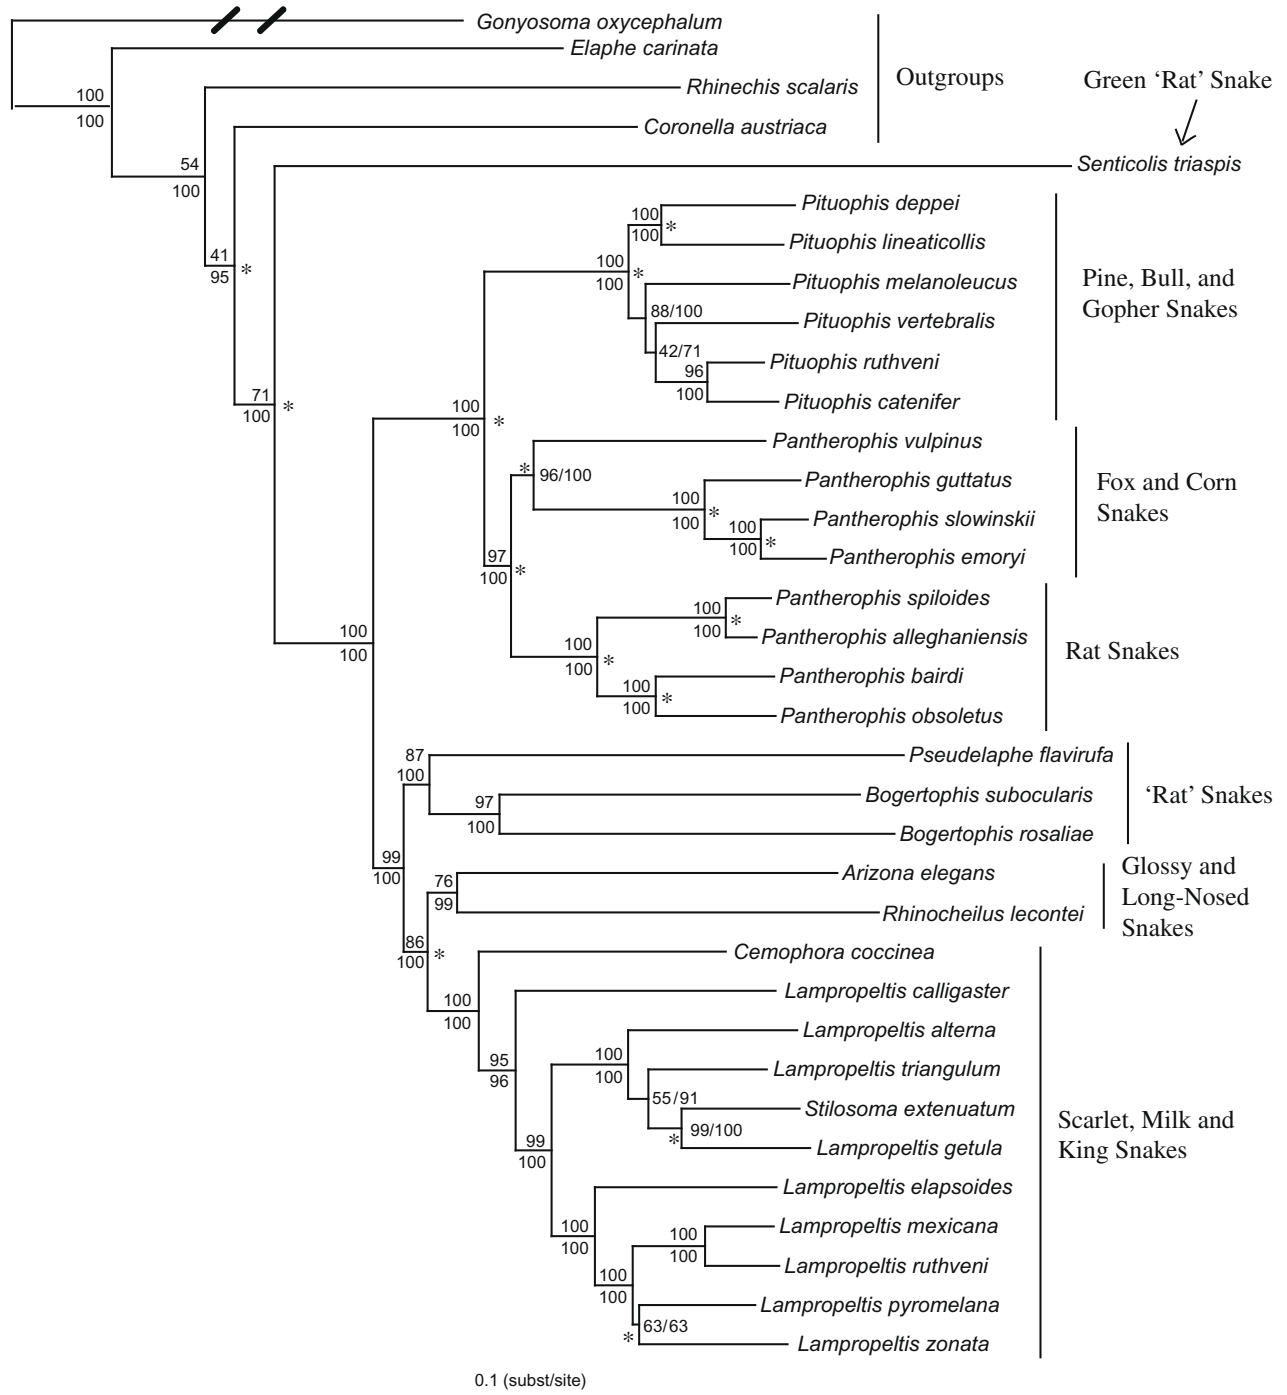 Gonyosoma oxycephalum
Elaphe carinata
Rhinechis scalaris
Outgroups
Green ‘Rat’ Snake
100
100
Coronella austriaca
54
100
Senticolis triaspis
Pituophis deppei
100
100
*
Pituophis lineaticollis
41
95
*
100
100
*
Pituophis melanoleucus
Pine, Bull, and
Gopher Snakes
88/100
Pituophis vertebralis
42/71
Pituophis ruthveni
96
100
Pituophis catenifer
71
100
*
100
100
*
Pantherophis vulpinus
*
96/100
Pantherophis guttatus
Fox and Corn
Snakes
100
100
*
Pantherophis slowinskii
100
100
*
Pantherophis emoryi
97
100
*
Pantherophis spiloides
100
100
*
Pantherophis alleghaniensis
Rat Snakes
100
100
100
100
*
Pantherophis bairdi
100
100
*
Pantherophis obsoletus
87
100
Pseudelaphe flavirufa
Bogertophis subocularis
‘Rat’ Snakes
97
100
Bogertophis rosaliae
99
100
Arizona elegans
Glossy and
Long-Nosed
Snakes
76
99
Rhinocheilus lecontei
86
100
*
Cemophora coccinea
100
100
Lampropeltis calligaster
Lampropeltis alterna
95
96
100
100
Lampropeltis triangulum
55/91
Stilosoma extenuatum
Scarlet, Milk and
King Snakes
*
99/100
Lampropeltis getula
99
100
Lampropeltis elapsoides
100
100
Lampropeltis mexicana
100
100
Lampropeltis ruthveni
100
100
Lampropeltis pyromelana
*
63/63
Lampropeltis zonata
0.1 (subst/site)